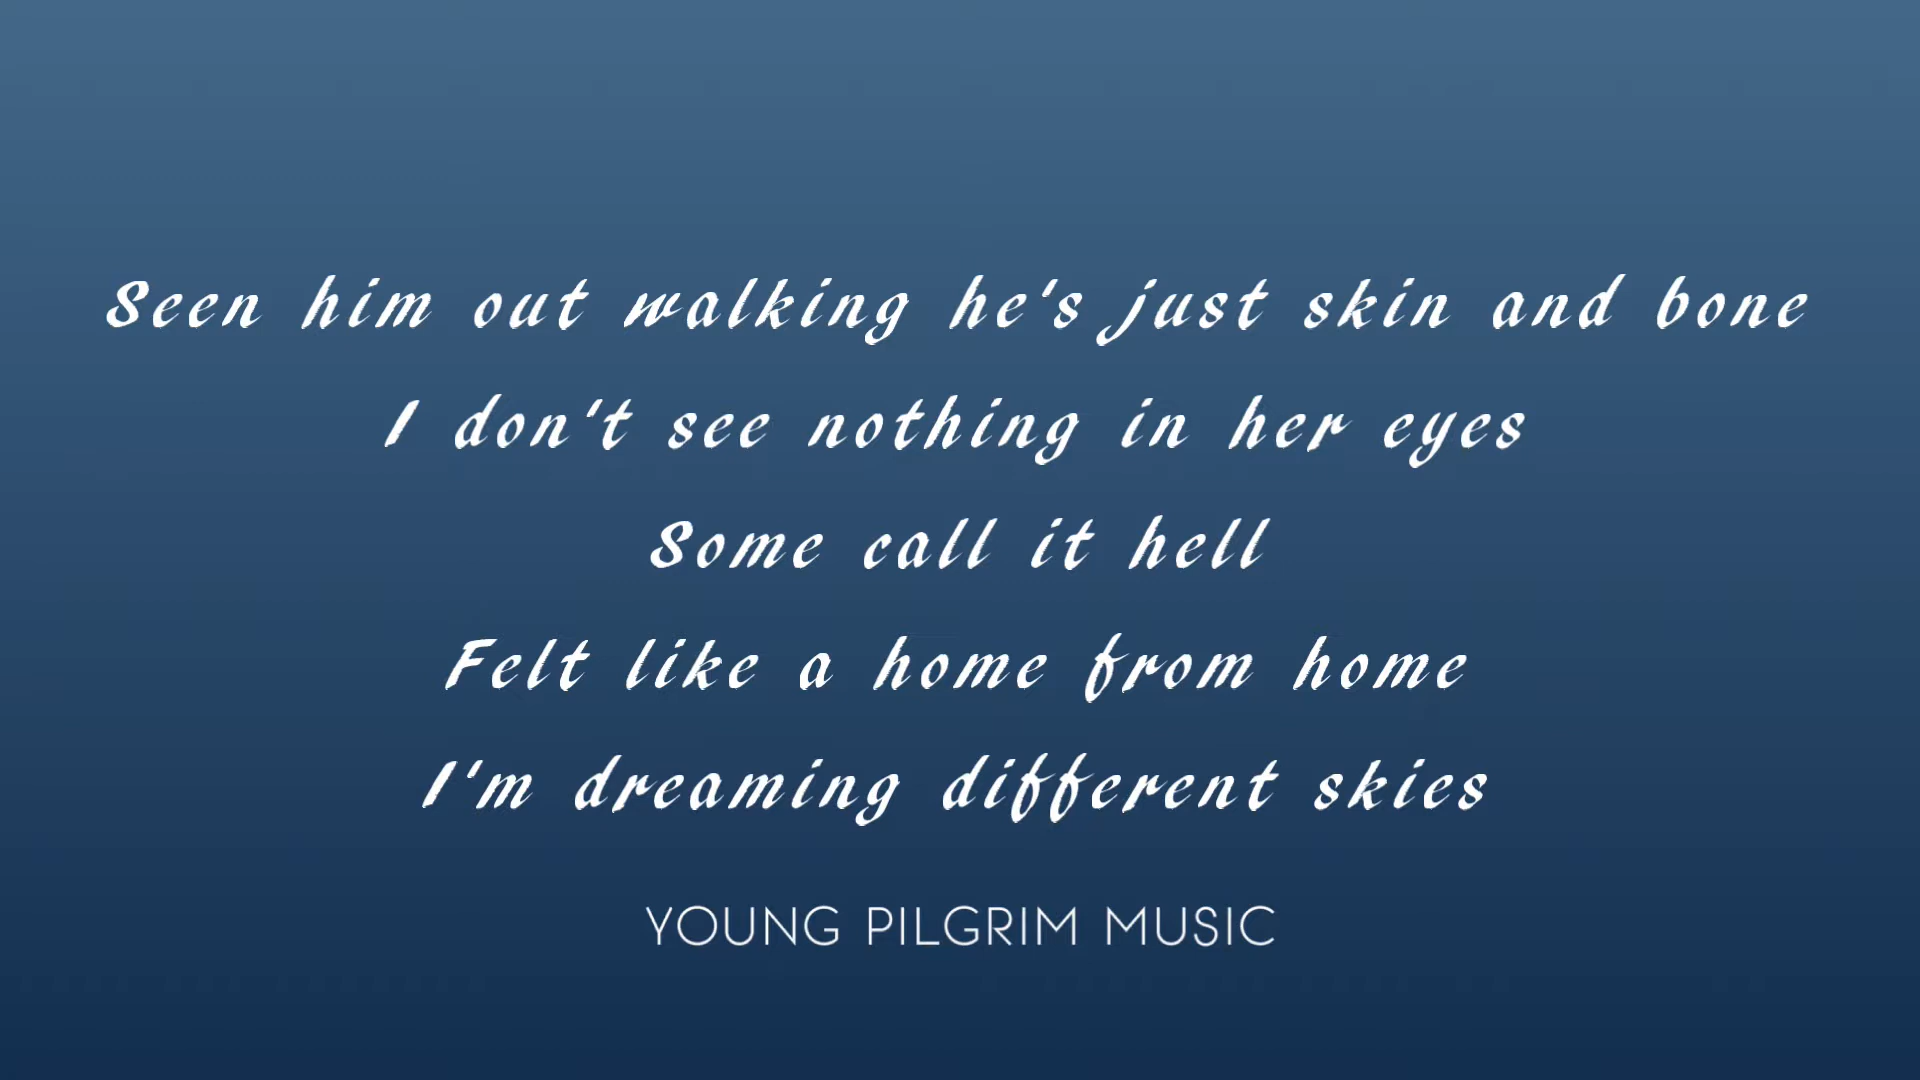 Seen him out walking he's just skin and bone
I don't see nothing in her eyes
Some call it hell
Felt like a home from home
I'm dreaming different skies
YOUNG PILGRIM MUSIC